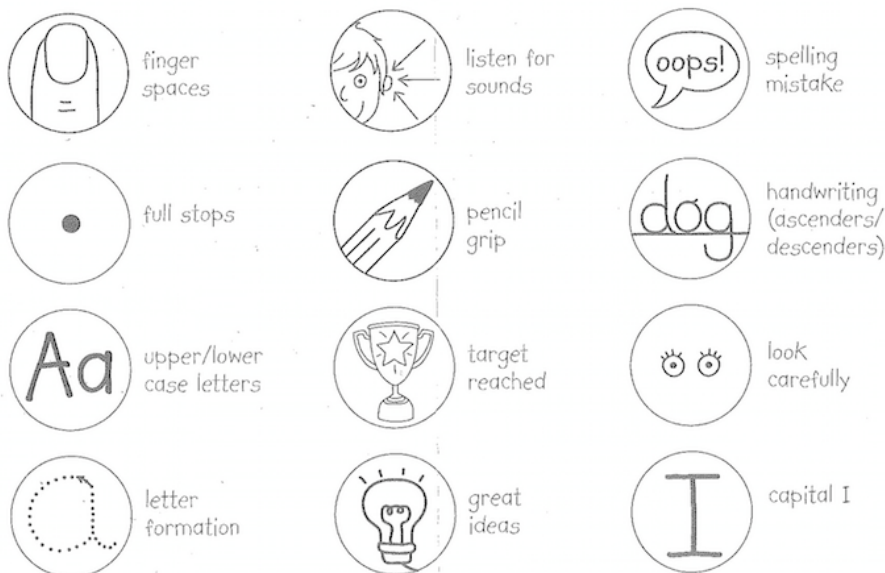 finger
spaces
listen for
sounds
oops!
spelling
mistake
full stops
pencil
grip
dog
handwriting
(ascenders/
descenders)
Aa
upper/lower
case letters
target
reached
look
carefully
a
letter
formation
great
ideas
I
capital I